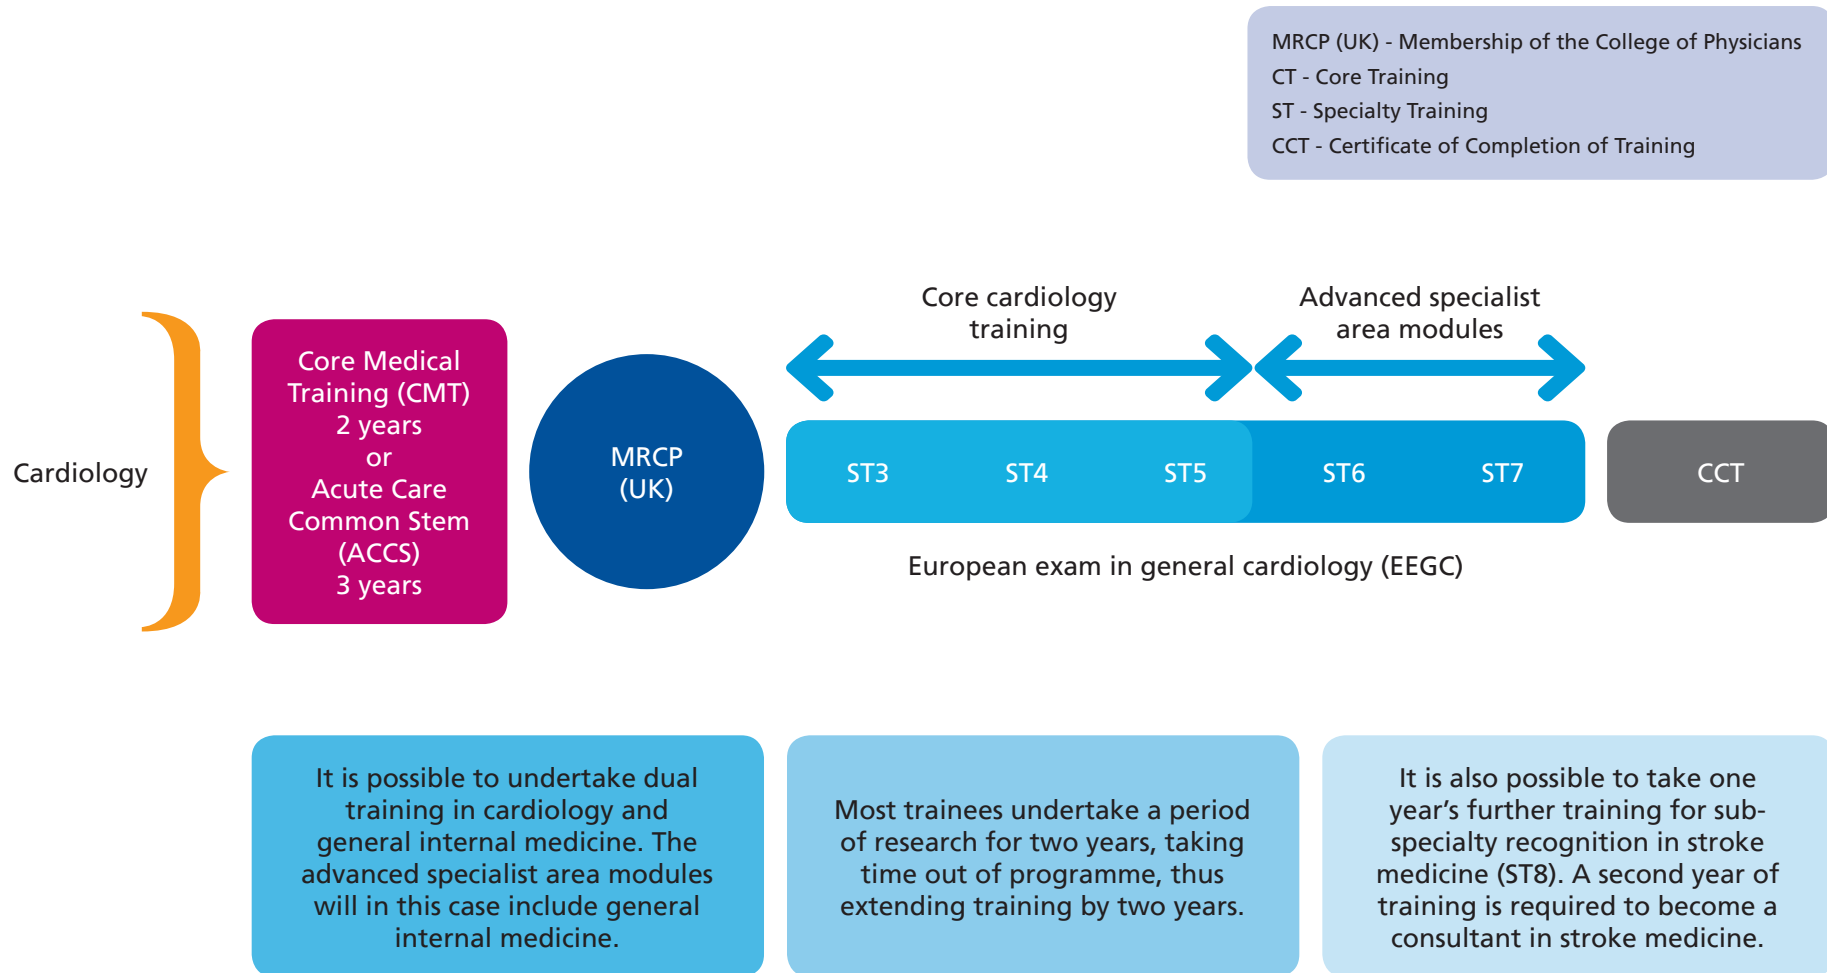 MRCP (UK) - Membership of the College of Physicians
CT - Core Training
ST - Specialty Training
CCT - Certificate of Completion of Training
Core cardiology
training
Advanced specialist
area modules
Cardiology
Core Medical
Training (CMT)
2 years
or
Acute Care
Common Stem
(ACCS)
3 years
MRCP
(UK)
ST3
ST4
ST5
ST6
ST7
CCT
European exam in general cardiology (EEGC)
It is possible to undertake dual
training in cardiology and
general internal medicine. The
advanced specialist area modules
will in this case include general
internal medicine.
Most trainees undertake a period
of research for two years, taking
time out of programme, thus
extending training by two years.
It is also possible to take one
year’s further training for sub-
specialty recognition in stroke
medicine (ST8). A second year of
training is required to become a
consultant in stroke medicine.